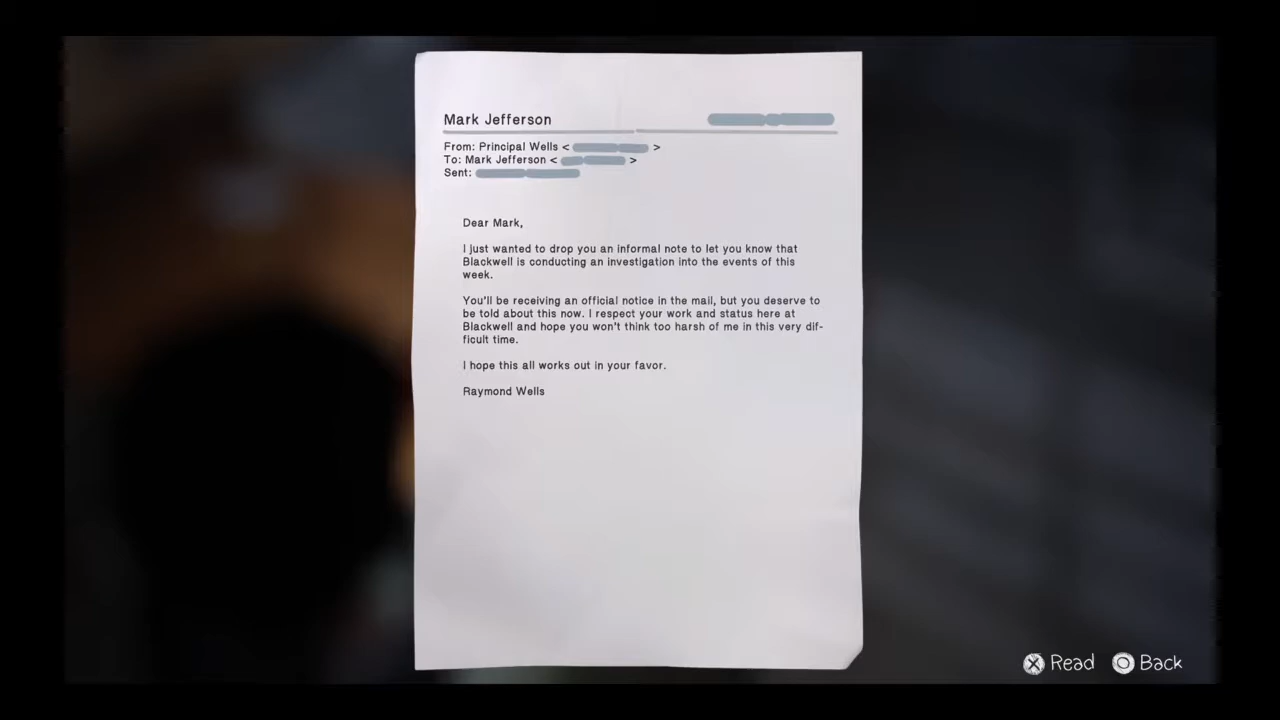 Mark Jefferson
From: Principal Wells < >
To: Mark Jefferson < >
Sent:
Dear Mark,
I just wanted to drop you an informal note to let you know that
Blackwell is conducting an investigation into the events of this
week.
You'll be receiving an official notice in the mail, but you deserve to
be told about this now. I respect your work and status here at
Blackwell and hope you won't think too harsh of me in this very dif-
ficult time.
I hope this all works out in your favor.
Raymond Wells
Read Back